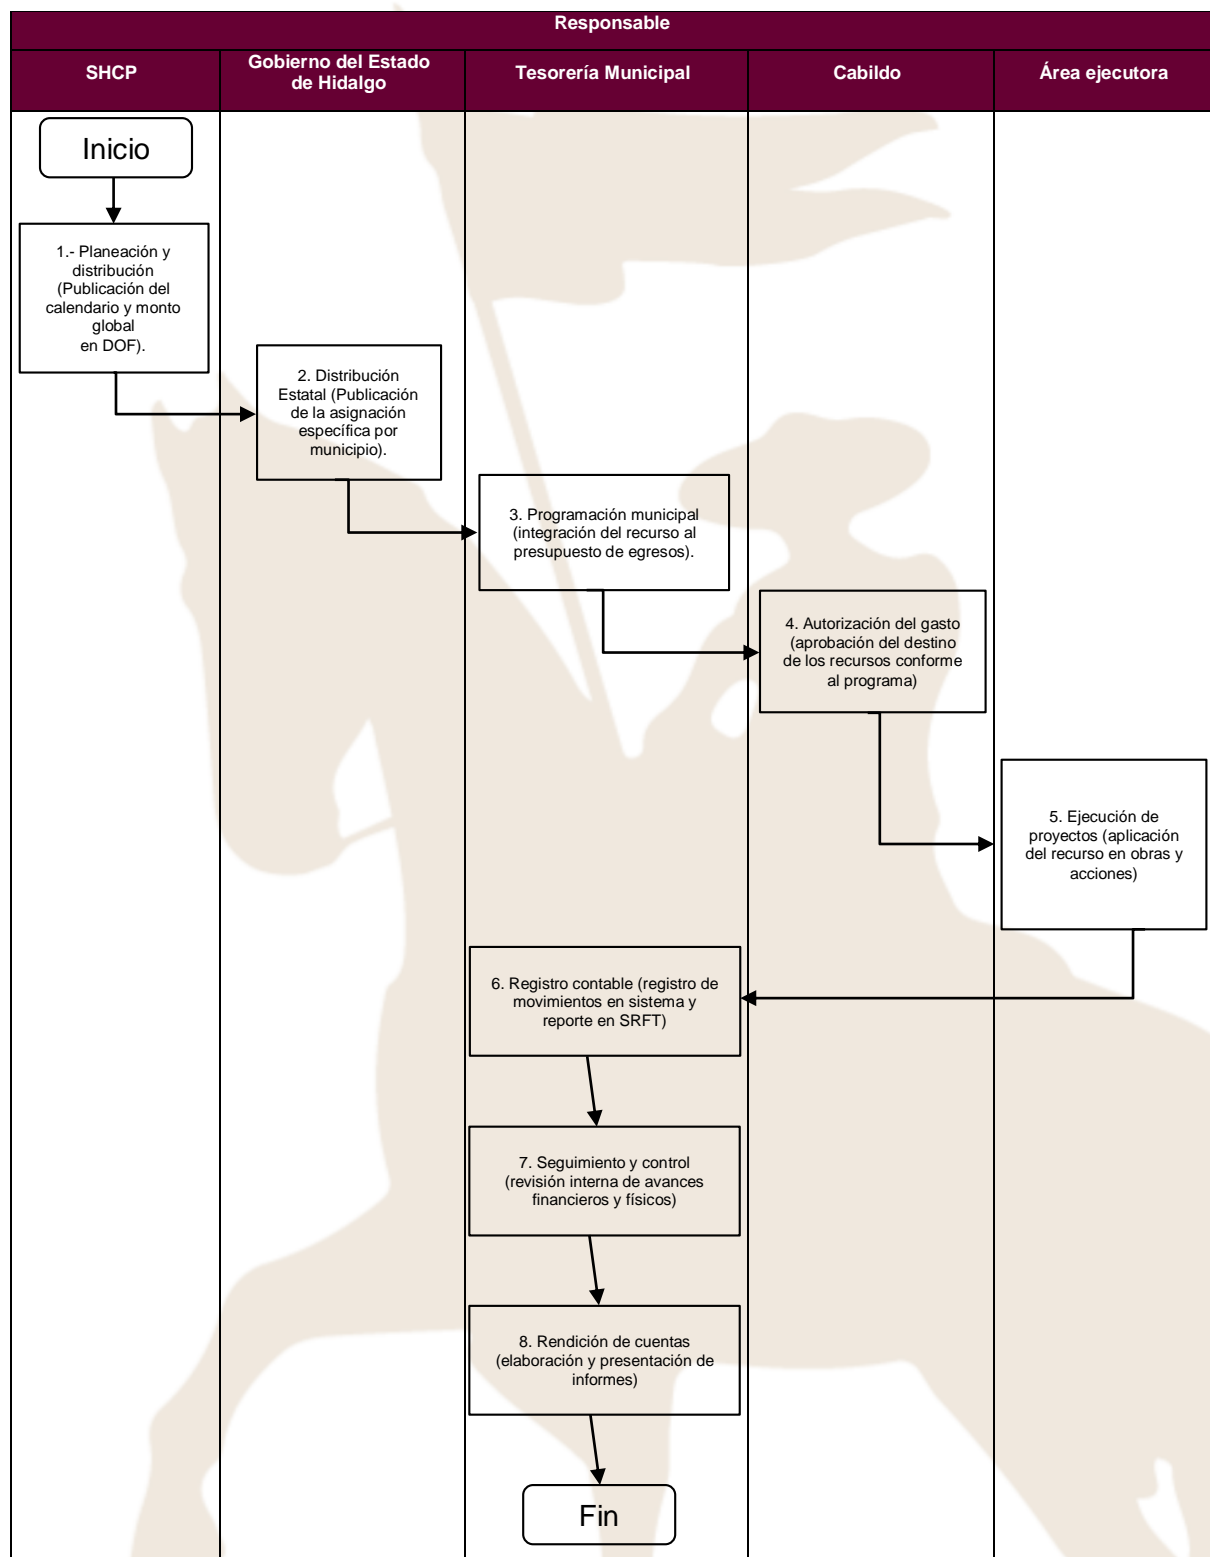 Responsable
SHCP
Gobierno del Estado
de Hidalgo
Tesorería Municipal
Cabildo
Área ejecutora
Inicio
1.- Planeación y
distribución
(Publicación del
calendario y monto
global
en DOF).
2. Distribución
Estatal (Publicación
de la asignación
específica por
municipio).
3. Programación municipal
(integración del recurso al
presupuesto de egresos).
4. Autorización del gasto
(aprobación del destino
de los recursos conforme
al programa)
5. Ejecución de
proyectos (aplicación
del recurso en obras y
acciones)
6. Registro contable (registro de
movimientos en sistema y
reporte en SRFT)
7. Seguimiento y control
(revisión interna de avances
financieros y físicos)
8. Rendición de cuentas
(elaboración y presentación de
informes)
Fin